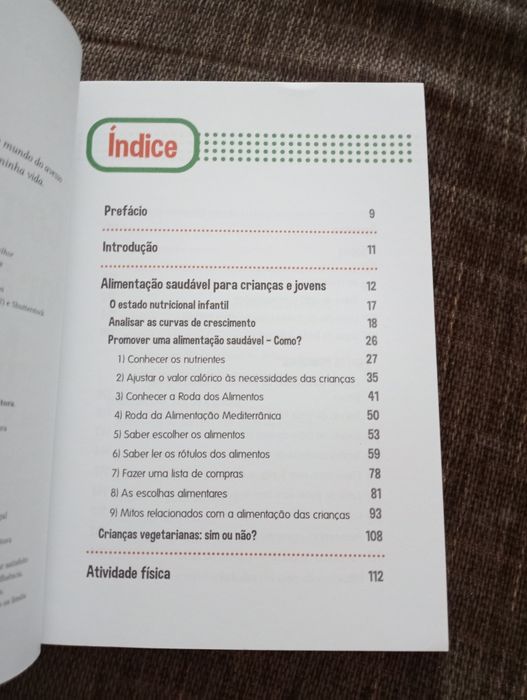 mundo do
minha vida.
Índice
Prefácio 9
Introdução 11
Alimentação saudável para crianças e jovens 12
O estado nutricional infantil 17
Analisar as curvas de crescimento 18
Promover uma alimentação saudável – Como? 26
1) Conhecer os nutrientes 27
2) Ajustar o valor calórico às necessidades das crianças 35
3) Conhecer a Roda dos Alimentos 41
4) Roda da Alimentação Mediterrânica 50
5) Saber escolher os alimentos 53
6) Saber ler os rótulos dos alimentos 59
7) Fazer uma lista de compras 78
8) As escolhas alimentares 81
9) Mitos relacionados com a alimentação das crianças 93
Crianças vegetarianas: sim ou não? 108
Atividade física 112